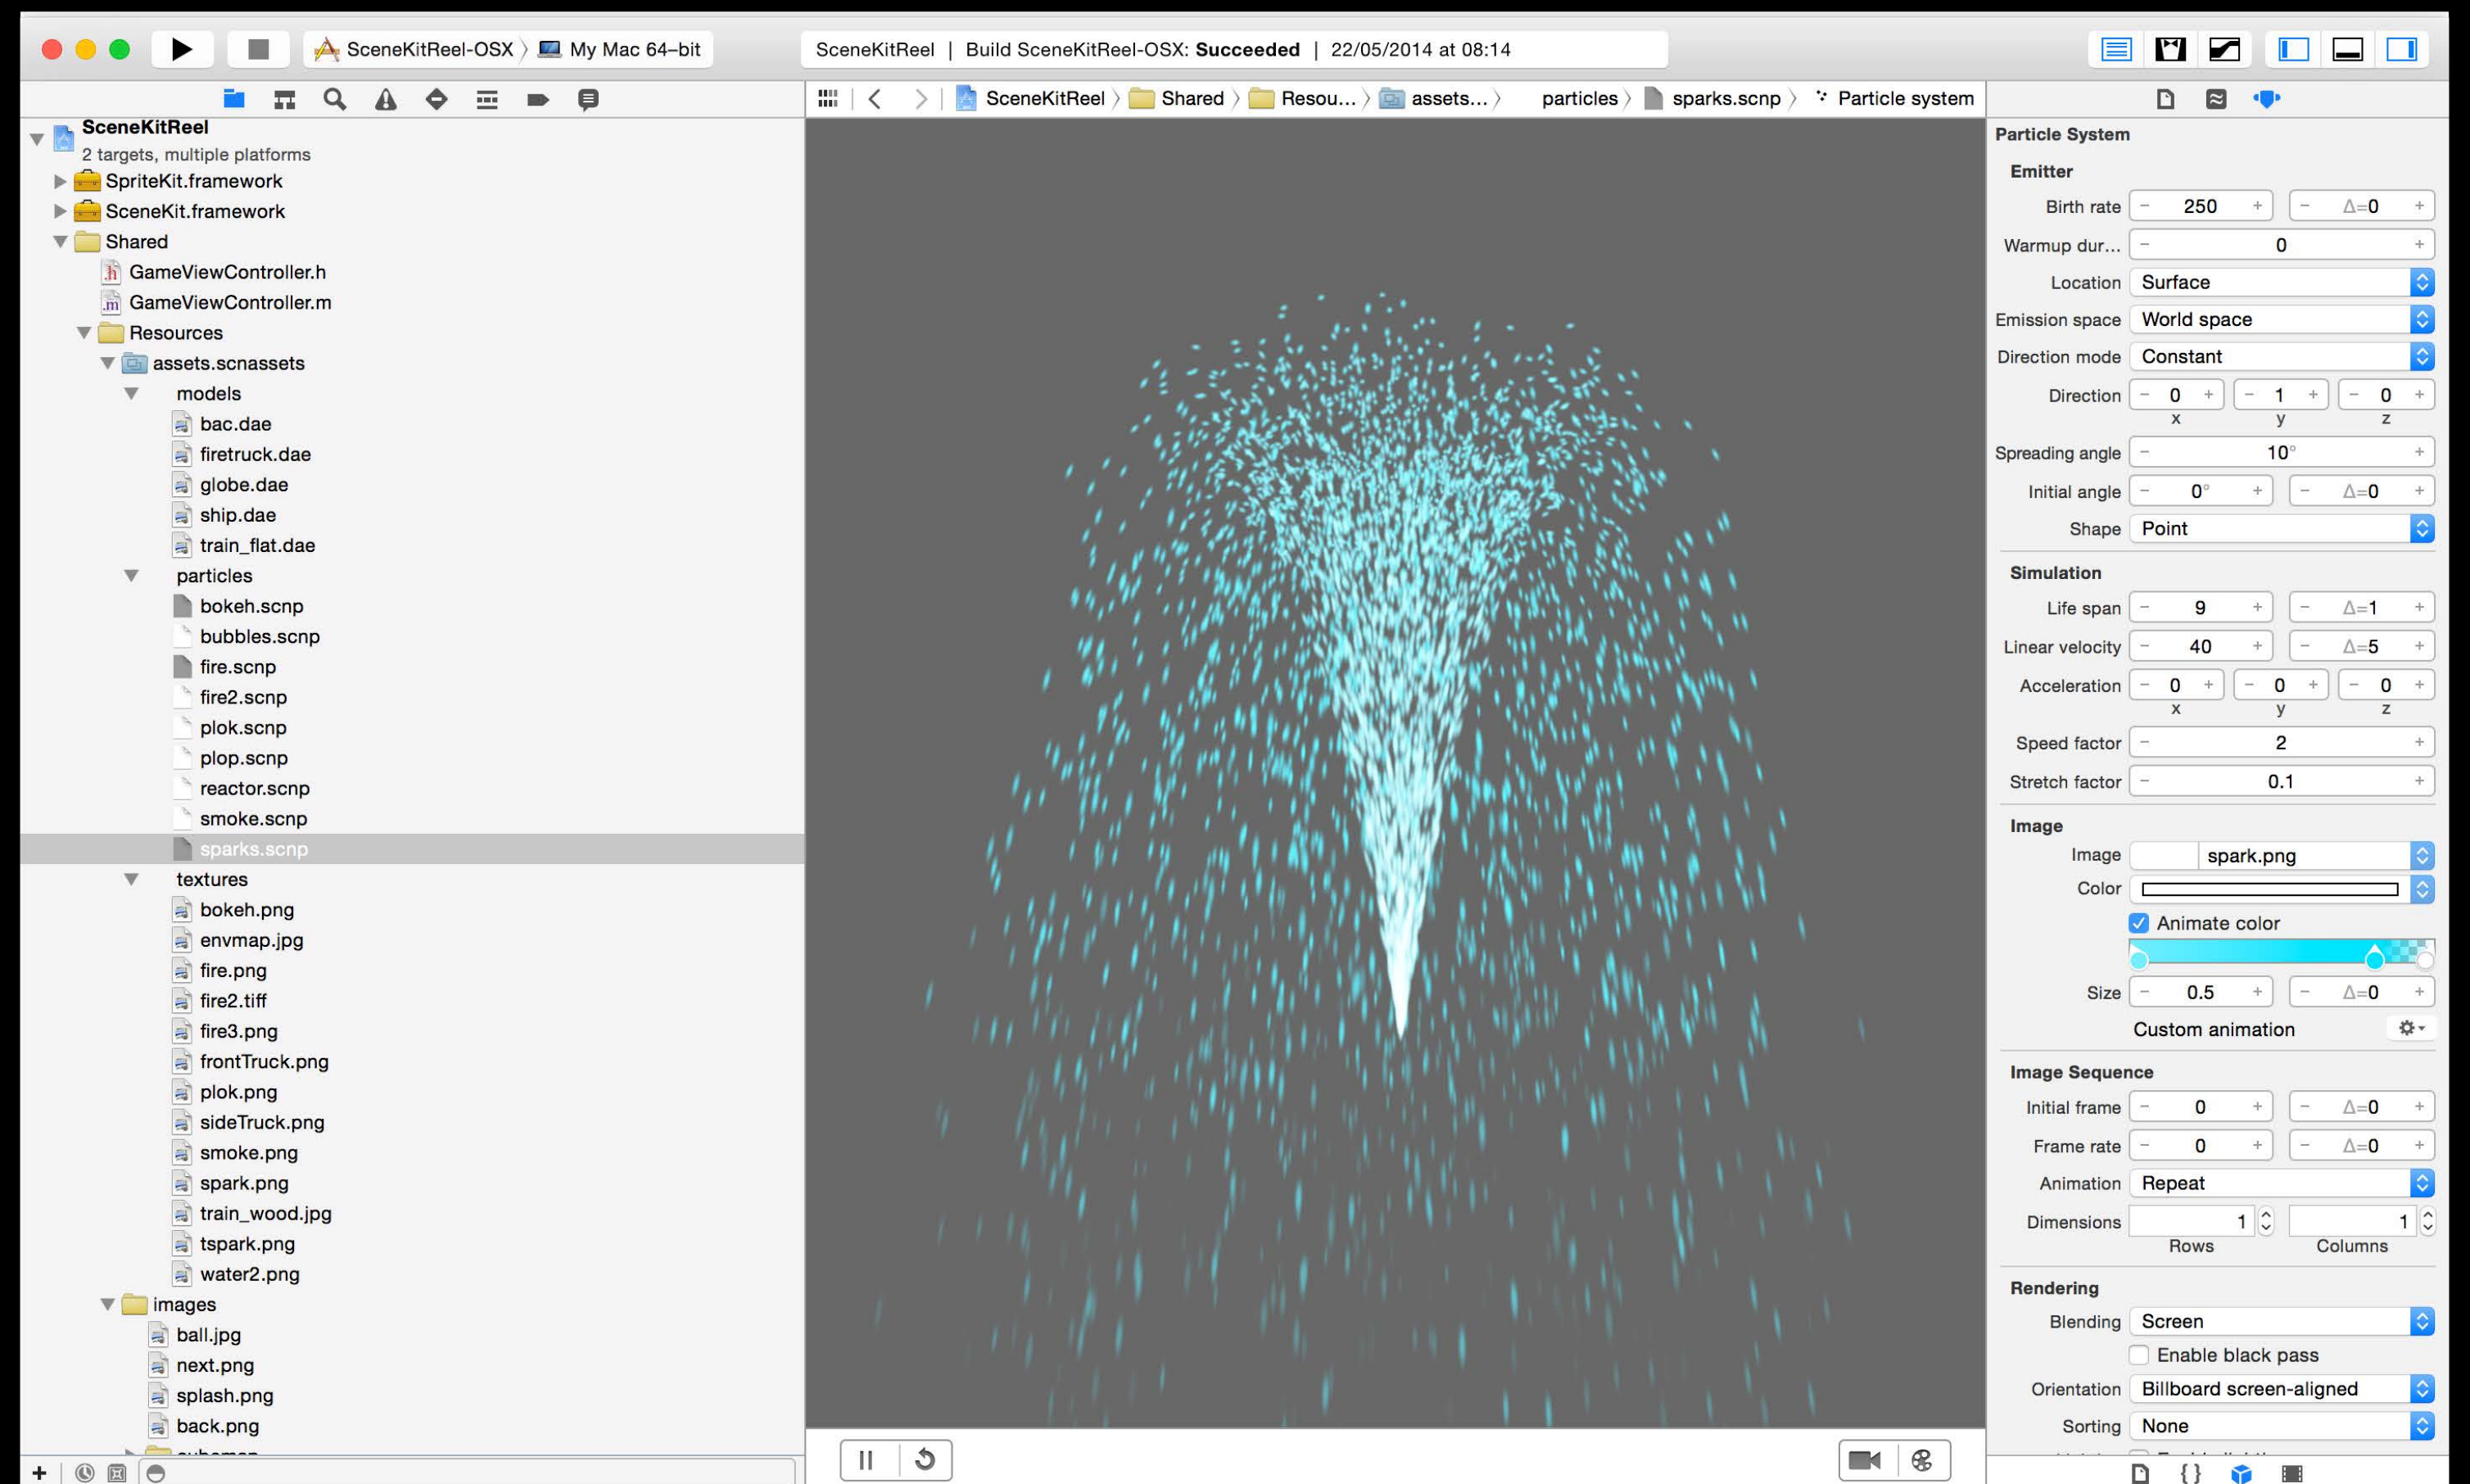 SceneKitReel-OSX My Mac 64-bit
SceneKitReel | Build SceneKitReel-OSX: Succeeded | 22/05/2014 at 08:14
SceneKitReel
2 targets, multiple platforms
SpriteKit.framework
SceneKit.framework
Shared
GameViewController.h
GameViewController.m
Resources
assets.scnassets
models
bac.dae
firetruck.dae
globe.dae
ship.dae
train_flat.dae
particles
bokeh.scnp
bubbles.scnp
fire.scnp
fire2.scnp
plok.scnp
plop.scnp
reactor.scnp
smoke.scnp
sparks.scnp
textures
bokeh.png
envmap.jpg
fire.png
fire2.tiff
fire3.png
frontTruck.png
plok.png
sideTruck.png
smoke.png
spark.png
train_wood.jpg
tspark.png
water2.png
images
ball.jpg
next.png
splash.png
back.png
SceneKitReel Shared Resou... assets... particles sparks.scnp Particle system
Particle System
Emitter
Birth rate - 250 + - Δ=0 +
Warmup dur... - 0 +
Location Surface
Emission space World space
Direction mode Constant
Direction - 0 + - 1 + - 0 +
x y z
Spreading angle - 10° +
Initial angle - 0° + - Δ=0 +
Shape Point
Simulation
Life span - 9 + - Δ=1 +
Linear velocity - 40 + - Δ=5 +
Acceleration - 0 + - 0 + - 0 +
x y z
Speed factor - 2 +
Stretch factor - 0.1 +
Image
Image spark.png
Color
Animate color
Size - 0.5 + - Δ=0 +
Custom animation
Image Sequence
Initial frame - 0 + - Δ=0 +
Frame rate - 0 + - Δ=0 +
Animation Repeat
Dimensions 1 1
Rows Columns
Rendering
Blending Screen
Enable black pass
Orientation Billboard screen-aligned
Sorting None